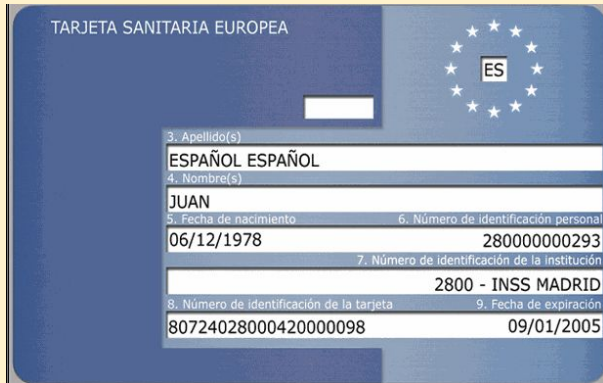 TARJETA SANITARIA EUROPEA
ES
3. Apellido(s)
ESPAÑOL ESPAÑOL
4. Nombre(s)
JUAN
5. Fecha de nacimiento 6. Número de identificación personal
06/12/1978 280000000293
7. Número de identificación de la institución
2800 - INSS MADRID
8. Número de identificación de la tarjeta 9. Fecha de expiración
80724028000420000098 09/01/2005